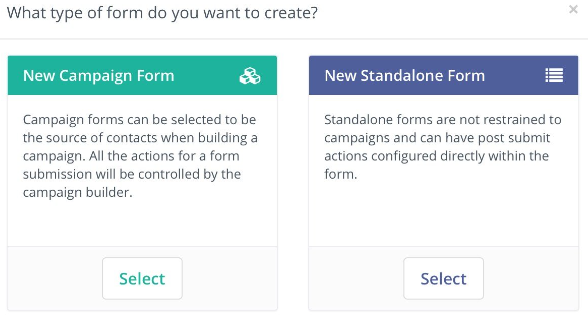 What type of form do you want to create?
×
New Campaign Form
Campaign forms can be selected to be
the source of contacts when building a
campaign. All the actions for a form
submission will be controlled by the
campaign builder.
Select
New Standalone Form
Standalone forms are not restrained to
campaigns and can have post submit
actions configured directly within the
form.
Select